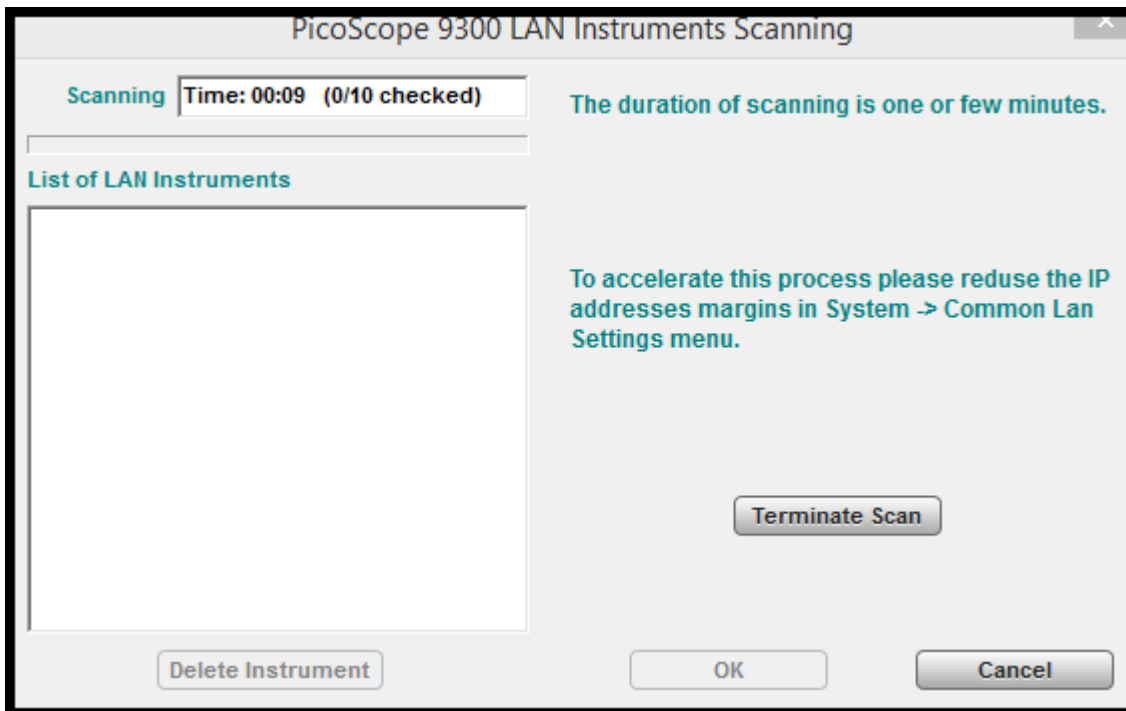 PicoScope 9300 LAN Instruments Scanning
Scanning Time: 00:09 (0/10 checked)
The duration of scanning is one or few minutes.
List of LAN Instruments
To accelerate this process please reduse the IP
addresses margins in System -> Common Lan
Settings menu.
Terminate Scan
Delete Instrument
OK
Cancel